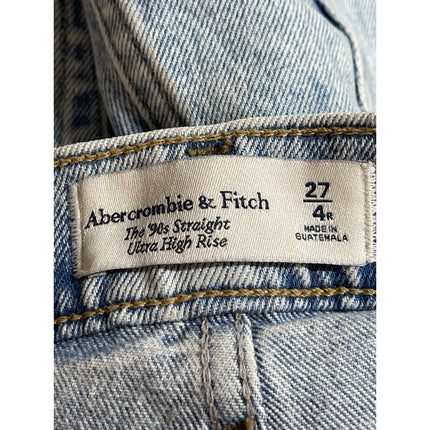 Abercrombie & Fitch
The '90s Straight
Ultra High Rise
27
4R
MADE IN
GUATEMALA